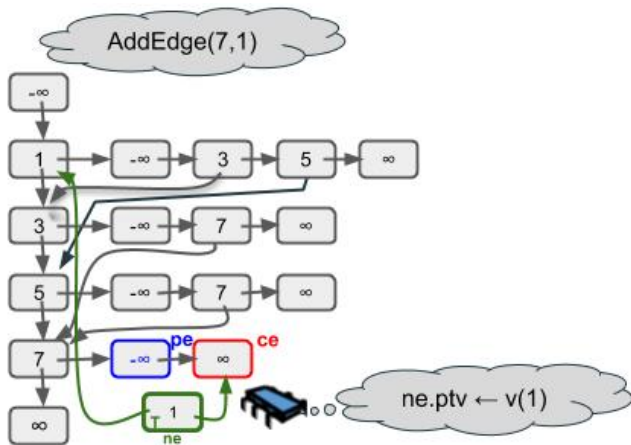 AddEdge(7,1)
-∞
1 -∞ 3 5 ∞
3 -∞ 7 ∞
5 -∞ 7 ∞
pe ce
7 -∞ ∞
1
T
ne
ne.ptv ← v(1)
∞